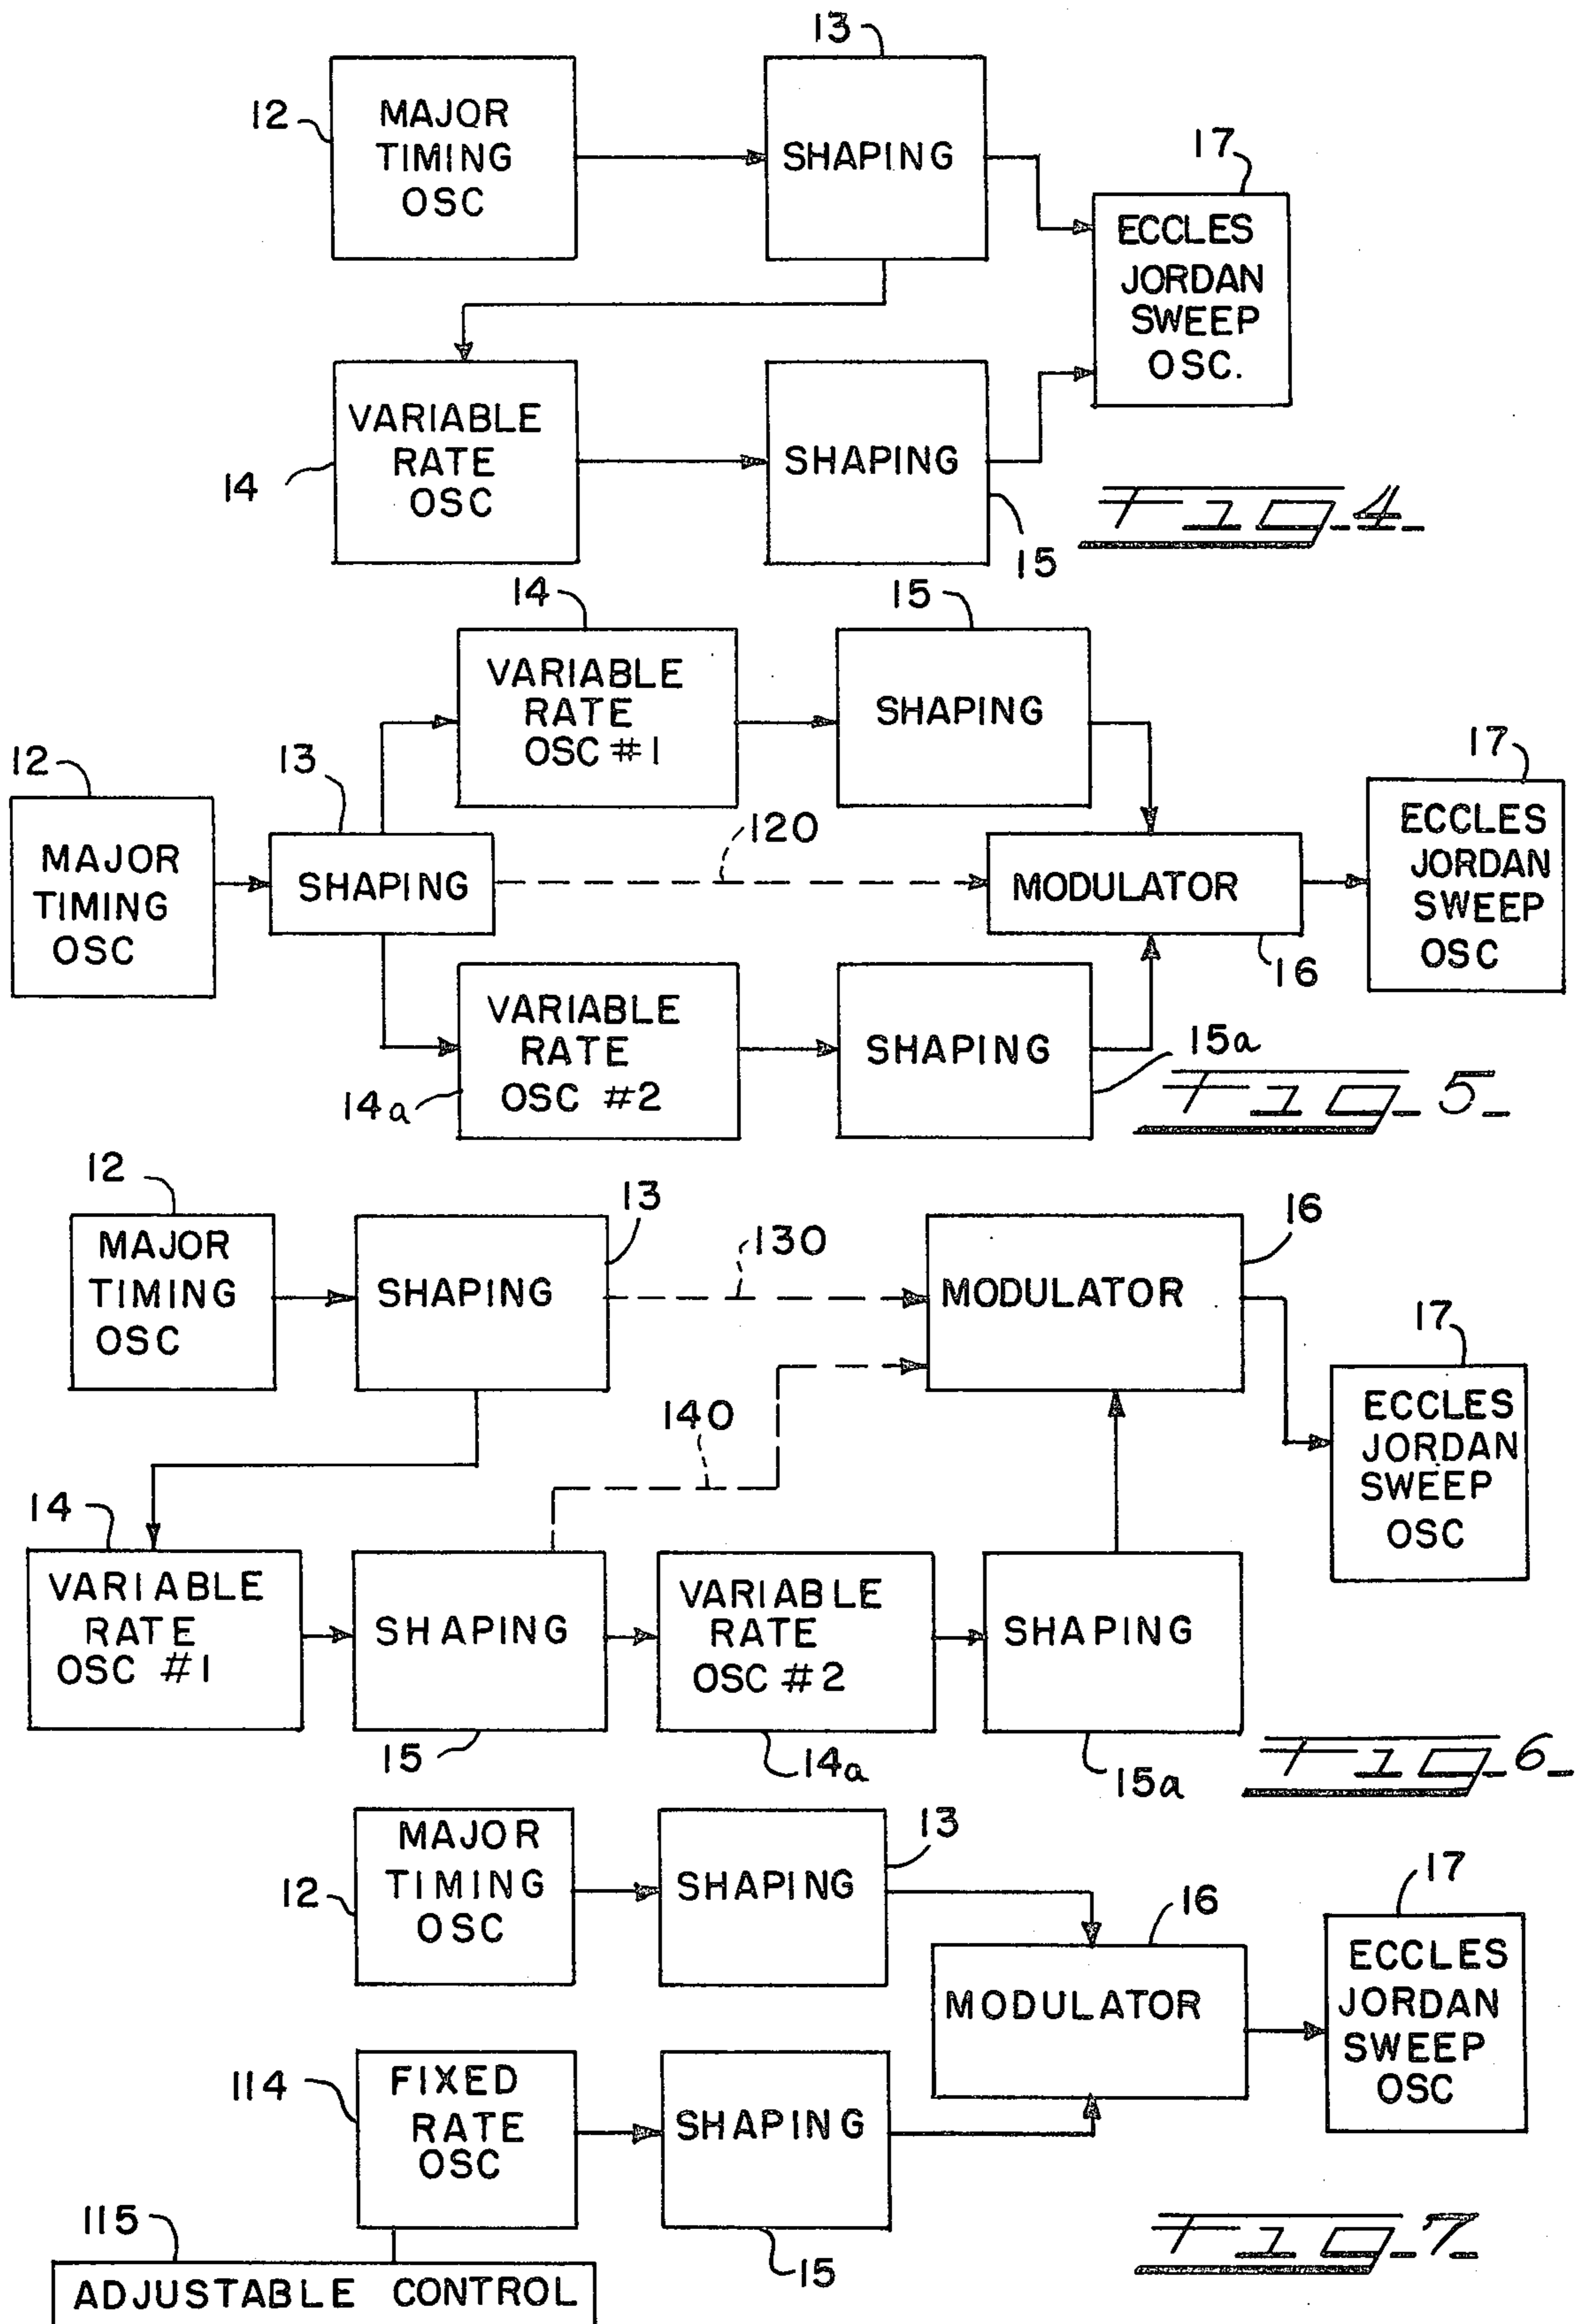 13
12
MAJOR
TIMING
OSC
SHAPING
17
ECCLES
JORDAN
SWEEP
OSC.
14
VARIABLE
RATE
OSC
SHAPING
15
Fig. 4.
14
15
VARIABLE
RATE
OSC #1
SHAPING
12
13
120
17
MAJOR
TIMING
OSC
SHAPING
MODULATOR
16
ECCLES
JORDAN
SWEEP
OSC
14a
VARIABLE
RATE
OSC #2
SHAPING
15a
Fig. 5.
12
13
130
16
MAJOR
TIMING
OSC
SHAPING
MODULATOR
17
ECCLES
JORDAN
SWEEP
OSC
140
14
VARIABLE
RATE
OSC #1
SHAPING
VARIABLE
RATE
OSC #2
SHAPING
15
14a
15a
Fig. 6.
12
MAJOR
TIMING
OSC
SHAPING
13
16
17
MODULATOR
ECCLES
JORDAN
SWEEP
OSC
114
FIXED
RATE
OSC
SHAPING
15
115
ADJUSTABLE CONTROL
Fig. 7.